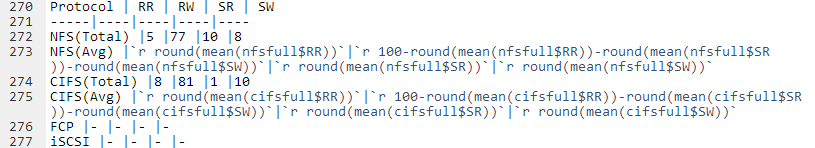 270 Protocol | RR | RW | SR | SW
271 -----|----|----|----|----
272 NFS(Total) |5 |77 |10 |8
273 NFS(Avg) |`r round(mean(nfsfull$RR))`|`r 100-round(mean(nfsfull$RR))-round(mean(nfsfull$SR
))-round(mean(nfsfull$SW))`|`r round(mean(nfsfull$SR))`|`r round(mean(nfsfull$SW))`
274 CIFS(Total) |8 |81 |1 |10
275 CIFS(Avg) |`r round(mean(cifsfull$RR))`|`r 100-round(mean(cifsfull$RR))-round(mean(cifsfull$SR
))-round(mean(cifsfull$SW))`|`r round(mean(cifsfull$SR))`|`r round(mean(cifsfull$SW))`
276 FCP |- |- |- |-
277 iSCSI |- |- |- |-